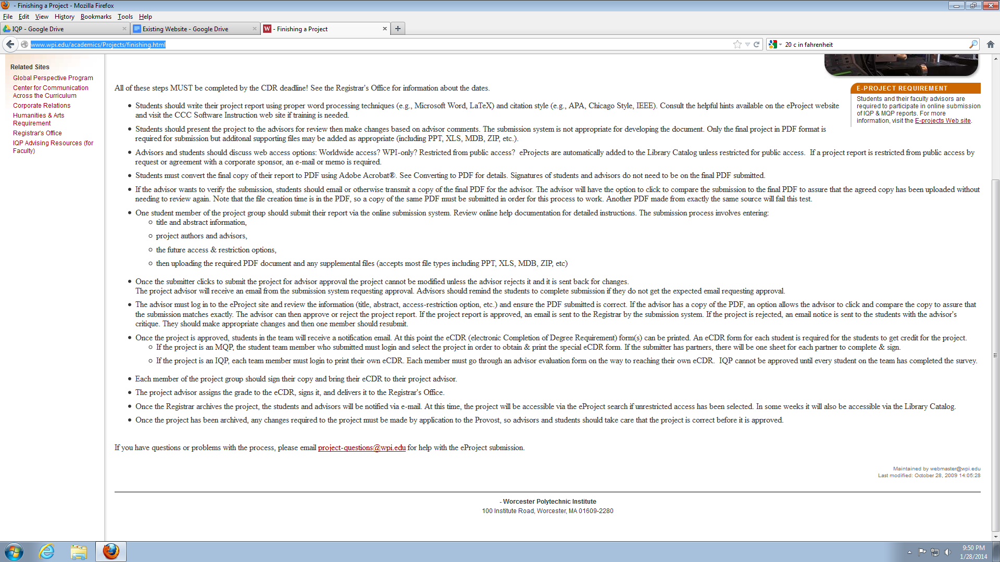 - Finishing a Project - Mozilla Firefox
File Edit View History Bookmarks Tools Help
IQP - Google Drive
Existing Website - Google Drive
- Finishing a Project
www.wpi.edu/academics/Projects/finishing.html
20 c in fahrenheit
Related Sites
Global Perspective Program
Center for Communication
Across the Curriculum
Corporate Relations
Humanities & Arts
Requirement
Registrar's Office
IQP Advising Resources (for
Faculty)
E-PROJECT REQUIREMENT
Students and their faculty advisors are
required to participate in online submission
of IQP & MQP reports. For more
information, visit the E-projects Web site.
All of these steps MUST be completed by the CDR deadline! See the Registrar's Office for information about the dates.
Students should write their project report using proper word processing techniques (e.g., Microsoft Word, LaTeX) and citation style (e.g., APA, Chicago Style, IEEE). Consult the helpful hints available on the eProject website
and visit the CCC Software Instruction web site if training is needed.
Students should present the project to the advisors for review then make changes based on advisor comments. The submission system is not appropriate for developing the document. Only the final project in PDF format is
required for submission but additonal supporting files may be added as appropriate (including PPT, XLS, MDB, ZIP, etc.).
Advisors and students should discuss web access options: Worldwide access? WPI-only? Restricted from public access? eProjects are automatically added to the Library Catalog unless restricted for public access. If a project report is restricted from public access by
request or agreement with a corporate sponsor, an e-mail or memo is required.
Students must convert the final copy of their report to PDF using Adobe Acrobat®. See Converting to PDF for details. Signatures of students and advisors do not need to be on the final PDF submitted.
If the advisor wants to verify the submission, students should email or otherwise transmit a copy of the final PDF for the advisor. The advisor will have the option to click to compare the submission to the final PDF to assure that the agreed copy has been uploaded without
needing to review again. Note that the file creation time is in the PDF, so a copy of the same PDF must be submitted in order for this process to work. Another PDF made from exactly the same source will fail this test.
One student member of the project group should submit their report via the online submission system. Review online help documentation for detailed instructions. The submission process involves entering:
title and abstract information,
project authors and advisors,
the future access & restriction options,
then uploading the required PDF document and any supplemental files (accepts most file types including PPT, XLS, MDB, ZIP, etc)
Once the submitter clicks to submit the project for advisor approval the project cannot be modified unless the advisor rejects it and it is sent back for changes.
The project advisor will receive an email from the submission system requesting approval. Advisors should remind the students to complete submission if they do not get the expected email requesting approval.
The advisor must log in to the eProject site and review the information (title, abstract, access-restriction option, etc.) and ensure the PDF submitted is correct. If the advisor has a copy of the PDF, an option allows the advisor to click and compare the copy to assure that
the submission matches exactly. The advisor can then approve or reject the project report. If the project report is approved, an email is sent to the Registrar by the submission system. If the project is rejected, an email notice is sent to the students with the advisor's
critique. They should make appropriate changes and then one member should resubmit.
Once the project is approved, students in the team will receive a notification email. At this point the eCDR (electronic Completion of Degree Requirement) form(s) can be printed. An eCDR form for each student is required for the students to get credit for the project.
If the project is an MQP, the student team member who submitted must login and select the project in order to obtain & print the special eCDR form. If the submitter has partners, there will be one sheet for each partner to complete & sign.
If the project is an IQP, each team member must login to print their own eCDR. Each member must go through an advisor evaluation form on the way to reaching their own eCDR. IQP cannot be approved until every student on the team has completed the survey.
Each member of the project group should sign their copy and bring their eCDR to their project advisor.
The project advisor assigns the grade to the eCDR, signs it, and delivers it to the Registrar's Office.
Once the Registrar archives the project, the students and advisors will be notified via e-mail. At this time, the project will be accessible via the eProject search if unrestricted access has been selected. In some weeks it will also be accessible via the Library Catalog.
Once the project has been archived, any changes required to the project must be made by application to the Provost, so advisors and students should take care that the project is correct before it is approved.
If you have questions or problems with the process, please email project-questions@wpi.edu for help with the eProject submission.
Maintained by webmaster@wpi.edu
Last modified: October 28, 2009 14:05:28
- Worcester Polytechnic Institute
100 Institute Road, Worcester, MA 01609-2280
9:50 PM
1/28/2014